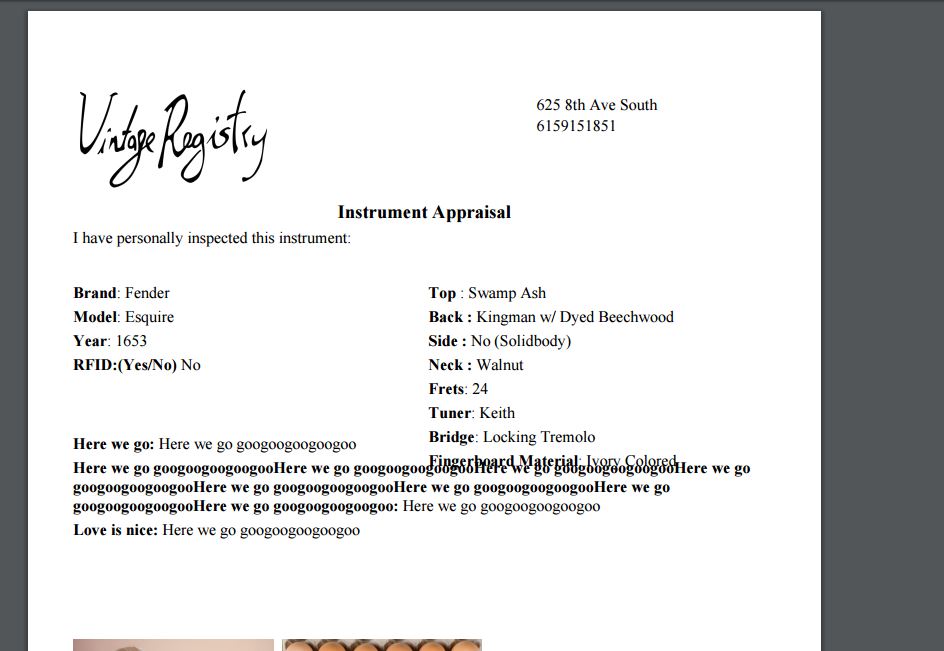 Vintage Registry
625 8th Ave South
6159151851
Instrument Appraisal
I have personally inspected this instrument:
Brand: Fender
Model: Esquire
Year: 1653
RFID:(Yes/No) No
Top : Swamp Ash
Back : Kingman w/ Dyed Beechwood
Side : No (Solidbody)
Neck : Walnut
Frets: 24
Tuner: Keith
Bridge: Locking Tremolo
Fingerboard Material: Ivory Colored
Here we go: Here we go googoogoogoogoo
Here we go googoogoogoogooHere we go googoogoogoogooHere we go googoogoogoogooHere we go
googoogoogoogooHere we go googoogoogoogooHere we go googoogoogoogooHere we go
googoogoogoogooHere we go googoogoogoogoo: Here we go googoogoogoogoo
Love is nice: Here we go googoogoogoogoo